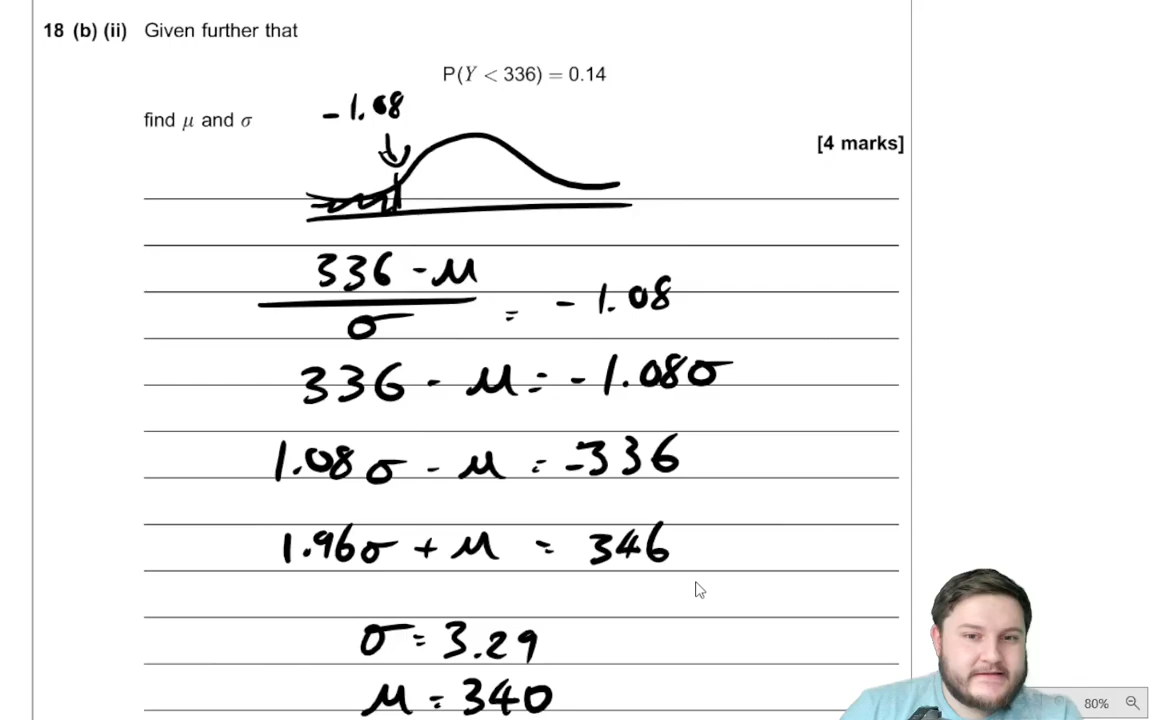 18 (b) (ii) Given further that
P(Y < 336) = 0.14
find μ and σ
[4 marks]
-1.08
336 - μ
σ
= -1.08
336 - μ = -1.08σ
1.08σ - μ = -336
1.96σ + μ = 346
σ = 3.29
μ = 340
80%